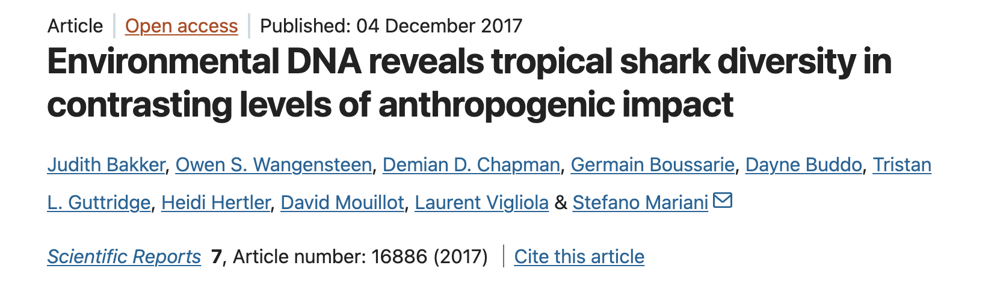 Article | Open access | Published: 04 December 2017
Environmental DNA reveals tropical shark diversity in
contrasting levels of anthropogenic impact
Judith Bakker, Owen S. Wangensteen, Demian D. Chapman, Germain Boussarie, Dayne Buddo, Tristan
L. Guttridge, Heidi Hertler, David Mouillot, Laurent Vigliola & Stefano Mariani
Scientific Reports 7, Article number: 16886 (2017) | Cite this article